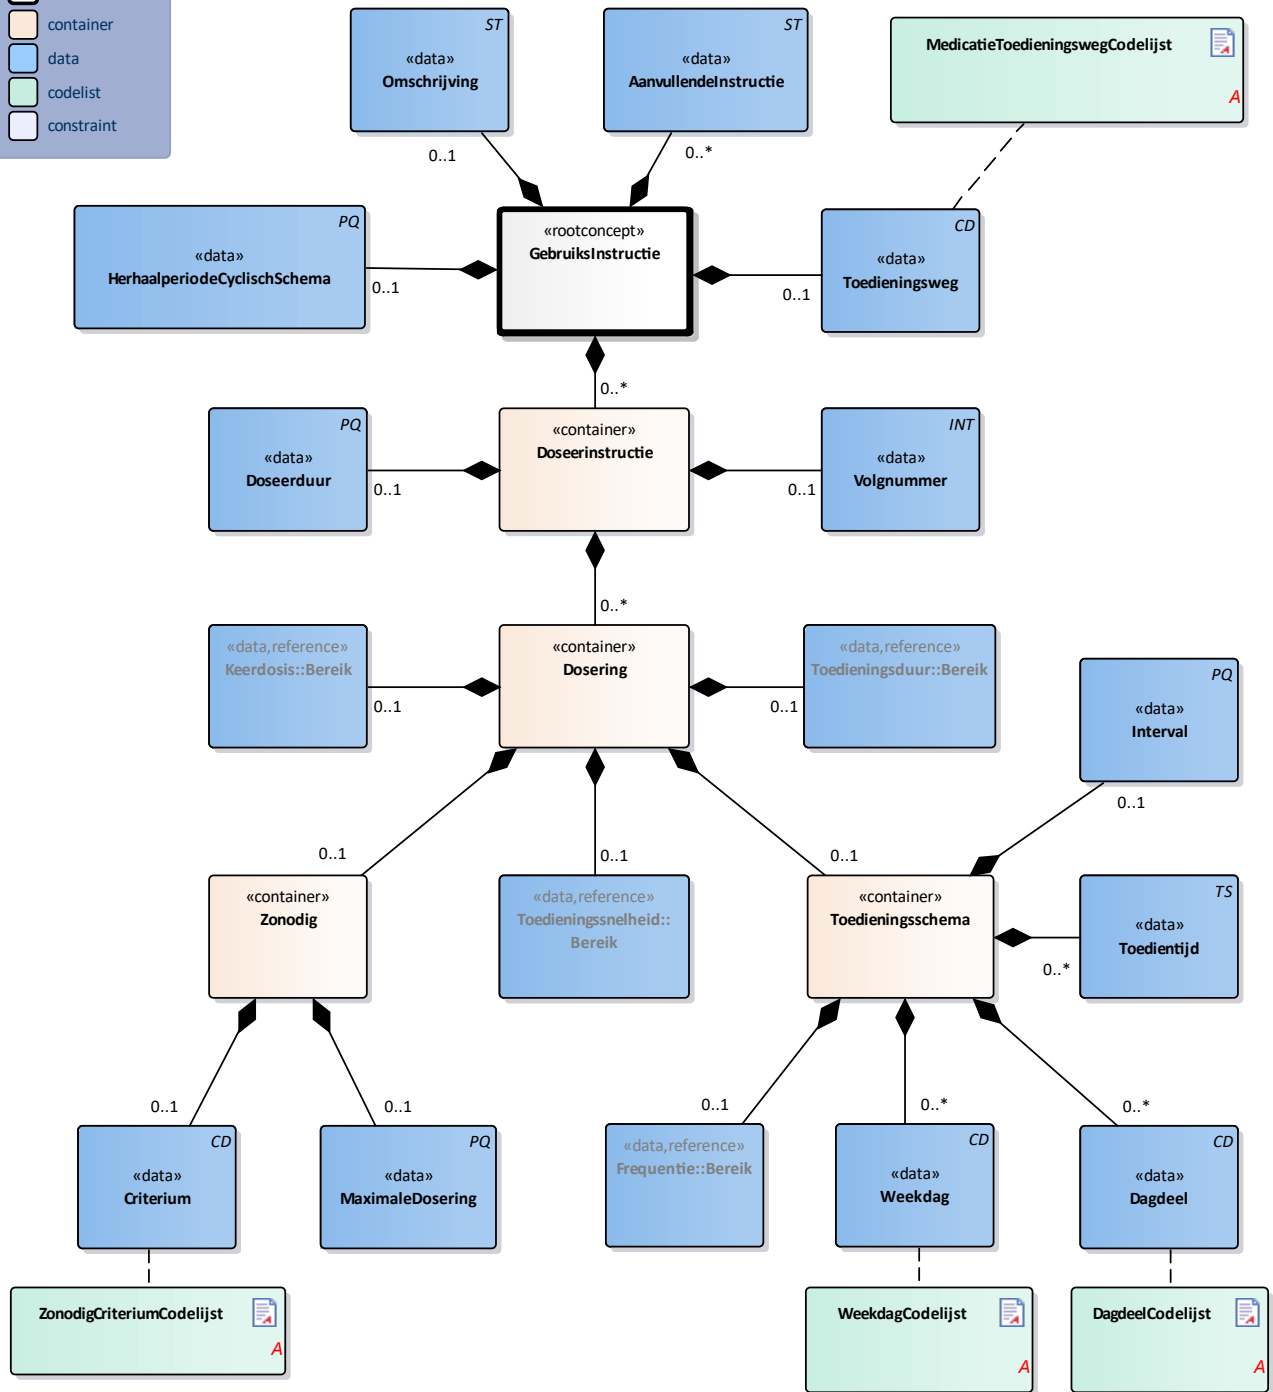 container
data
codelist
constraint
ST
«data»
Omschrijving
ST
«data»
AanvullendeInstructie
MedicatieToedieningswegCodelijst
A
0..1
0..*
PQ
«data»
HerhaalperiodeCyclischSchema
0..1
«rootconcept»
GebruiksInstructie
CD
«data»
Toedieningsweg
0..1
0..*
PQ
«data»
Doseerduur
0..1
«container»
Doseerinstructie
INT
«data»
Volgnummer
0..1
0..*
«data,reference»
Keerdosis::Bereik
0..1
«container»
Dosering
«data,reference»
Toedieningsduur::Bereik
0..1
PQ
«data»
Interval
0..1
0..1
0..1
0..1
«container»
Zonodig
«data,reference»
Toedieningssnelheid::
Bereik
«container»
Toedieningsschema
TS
«data»
Toedientijd
0..*
0..1
0..1
0..1
0..*
0..*
CD
«data»
Criterium
PQ
«data»
MaximaleDosering
«data,reference»
Frequentie::Bereik
CD
«data»
Weekdag
CD
«data»
Dagdeel
ZonodigCriteriumCodelijst
A
WeekdagCodelijst
A
DagdeelCodelijst
A